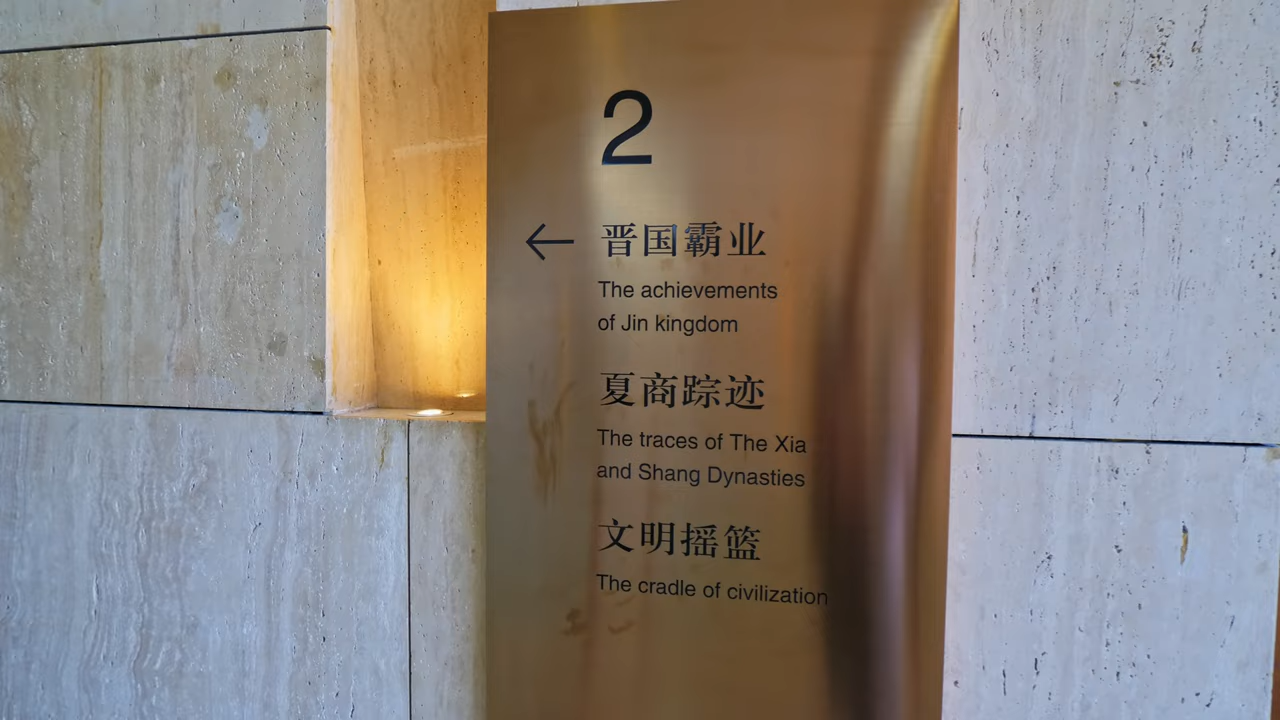 2
← 晋国霸业
The achievements
of Jin kingdom
夏商踪迹
The traces of The Xia
and Shang Dynasties
文明摇篮
The cradle of civilization